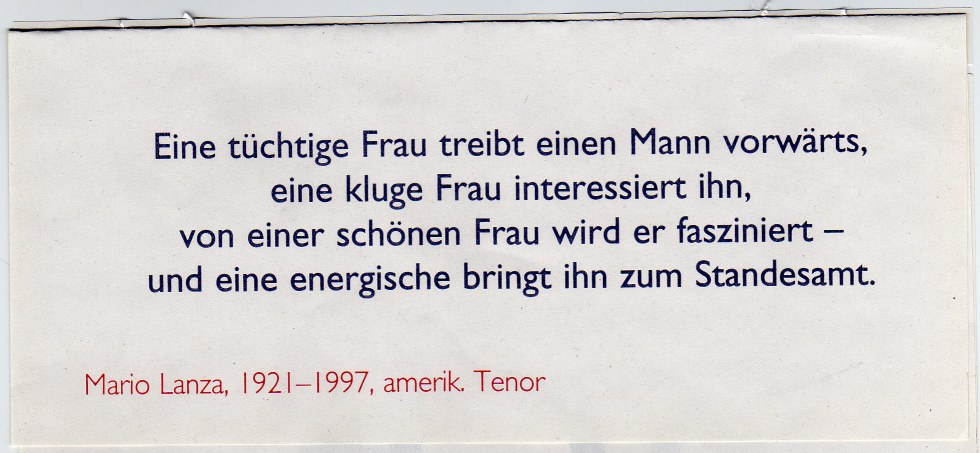 Eine tüchtige Frau treibt einen Mann vorwärts,
eine kluge Frau interessiert ihn,
von einer schönen Frau wird er fasziniert –
und eine energische bringt ihn zum Standesamt.
Mario Lanza, 1921–1997, amerik. Tenor